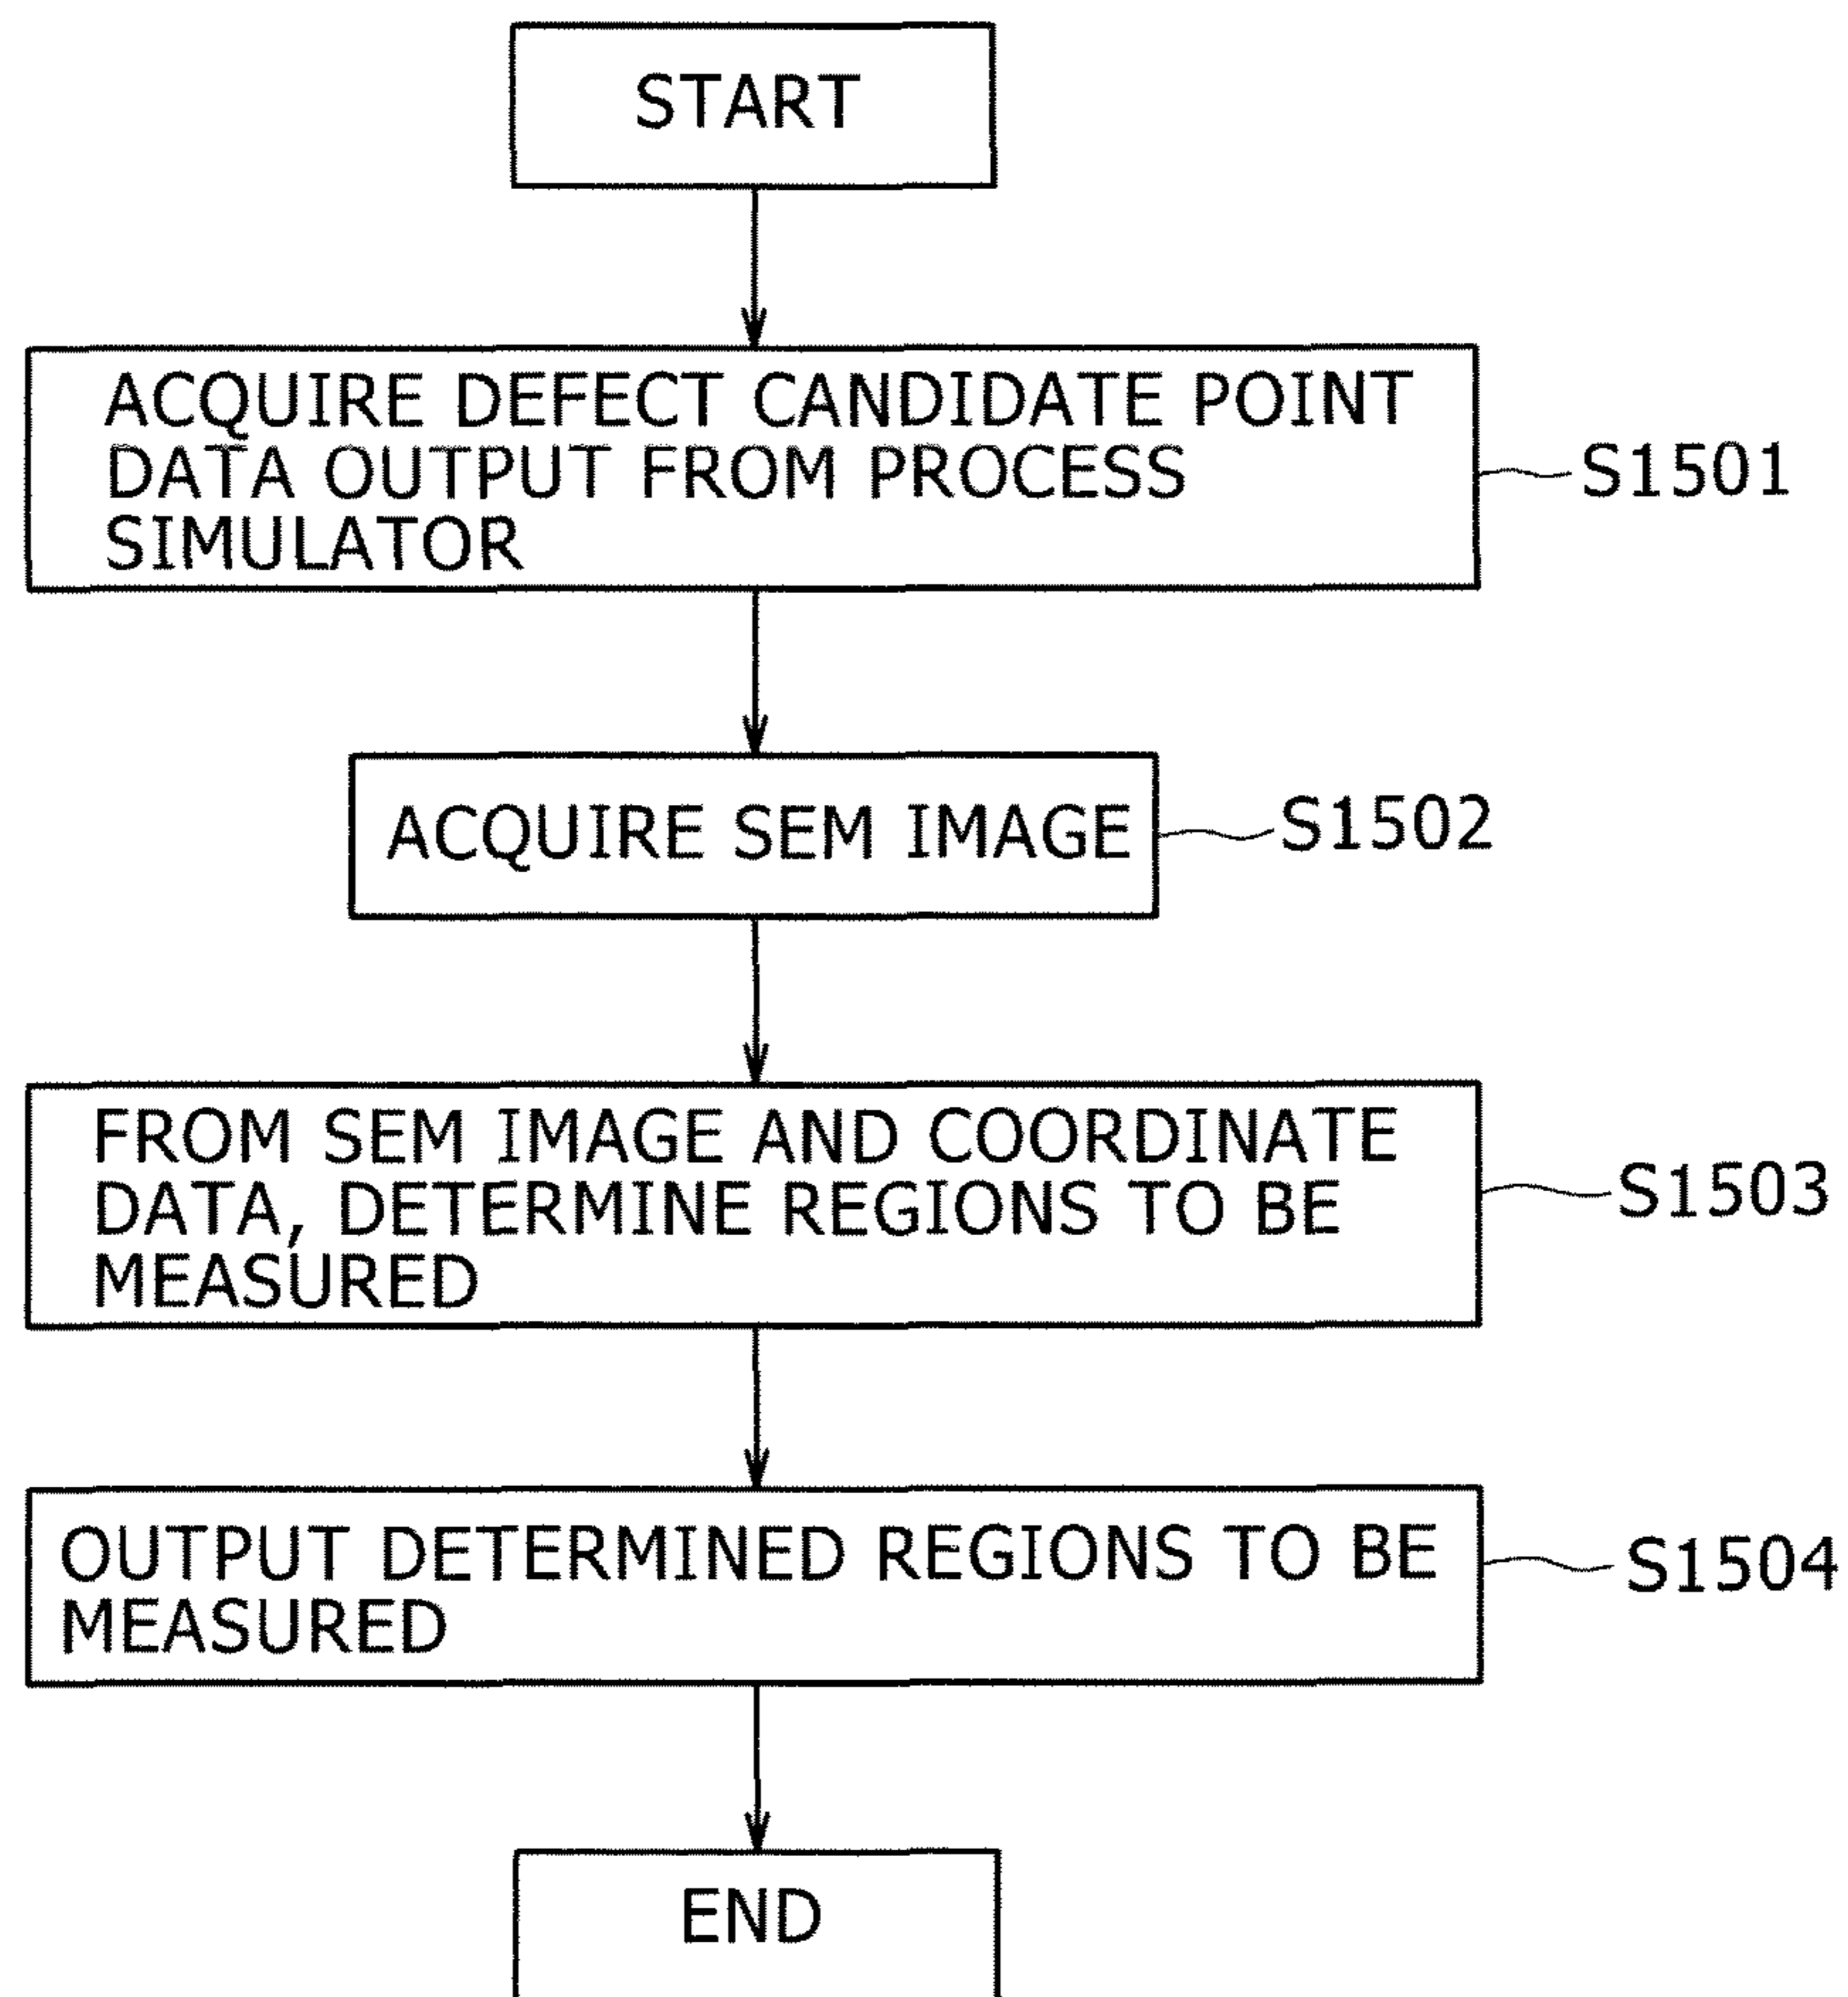 START
ACQUIRE DEFECT CANDIDATE POINT
DATA OUTPUT FROM PROCESS
SIMULATOR
S1501
ACQUIRE SEM IMAGE
S1502
FROM SEM IMAGE AND COORDINATE
DATA, DETERMINE REGIONS TO BE
MEASURED
S1503
OUTPUT DETERMINED REGIONS TO BE
MEASURED
S1504
END